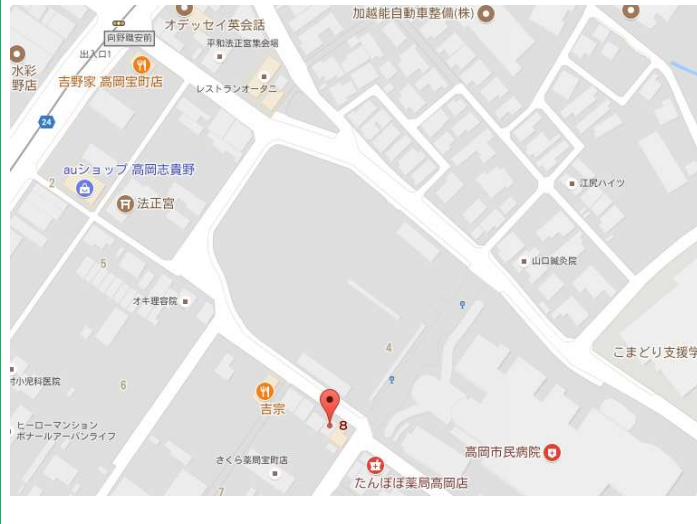 加越能自動車整備(株)
オデッセイ英会話
向野職安前
平和法正宮集会場
出入口1
水彩
野店
吉野家 高岡宝町店
レストランオータニ
24
auショップ 高岡志貴野
2
法正宮
江尻ハイツ
5
山口鍼灸院
オキ理容院
4
こまどり支援学
村小児科医院
6
吉宗
8
ヒーローマンション
ボナールアーバンライフ
さくら薬局宝町店
高岡市民病院
たんぽぽ薬局高岡店
7